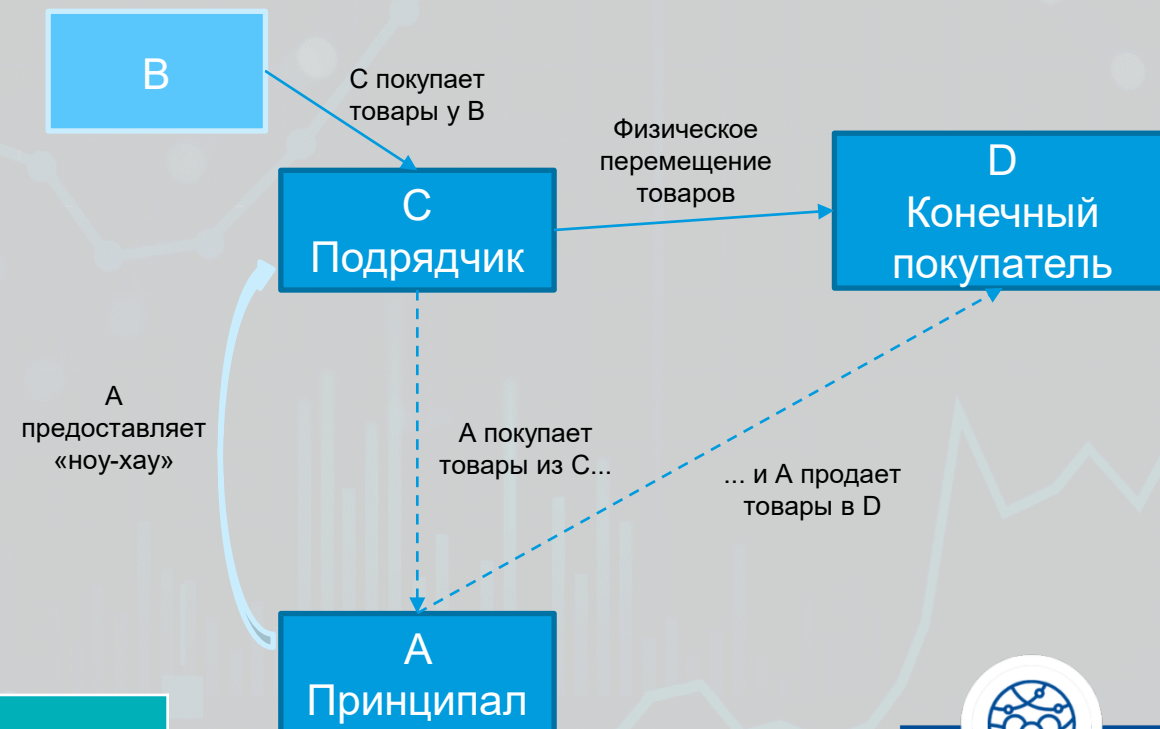 B
С покупает
товары у B
Физическое
перемещение
товаров
C
Подрядчик
D
Конечный
покупатель
А
предоставляет
«ноу-хау»
А покупает
товары из С...
... и А продает
товары в D
A
Принципал